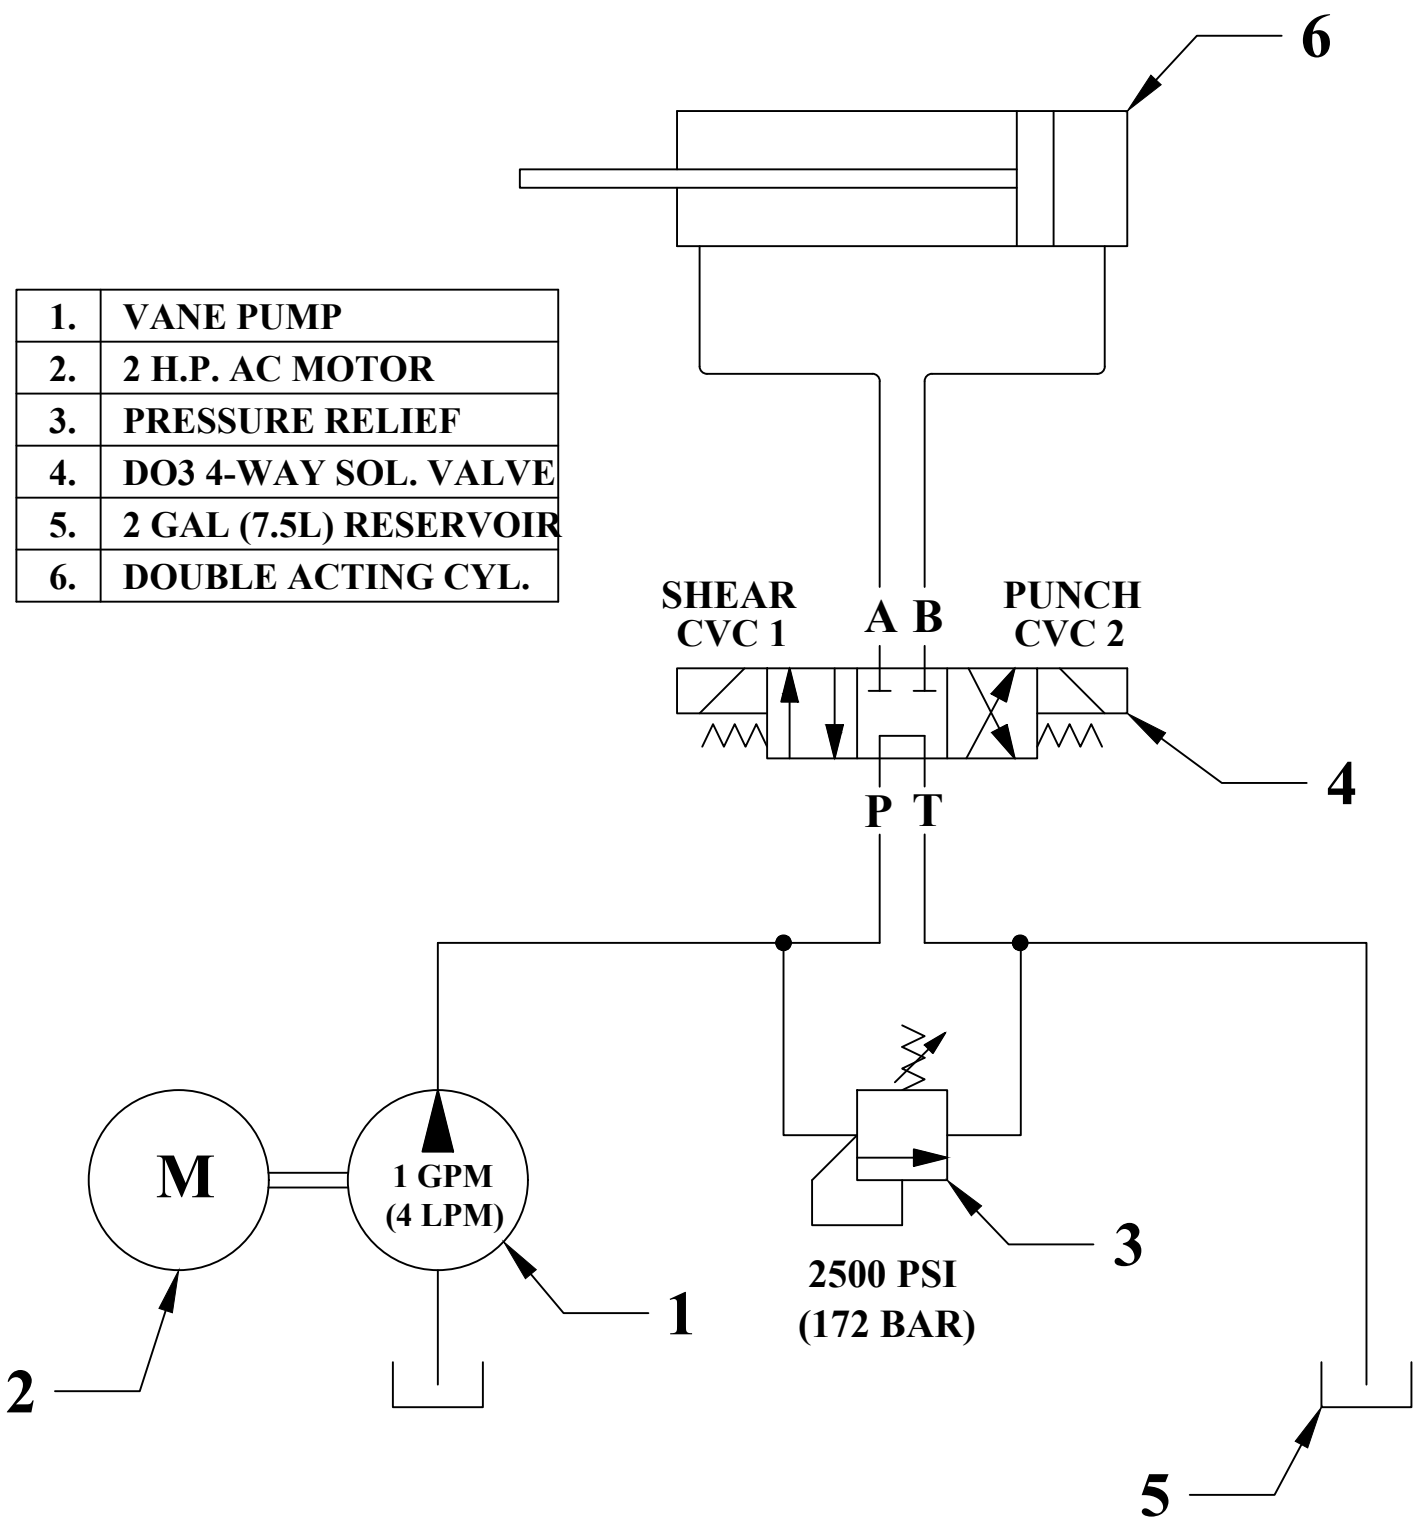 6
1. VANE PUMP
2. 2 H.P. AC MOTOR
3. PRESSURE RELIEF
4. DO3 4-WAY SOL. VALVE
5. 2 GAL (7.5L) RESERVOIR
6. DOUBLE ACTING CYL.
SHEAR
CVC 1
A B
PUNCH
CVC 2
4
P T
M
1 GPM
(4 LPM)
3
2500 PSI
(172 BAR)
1
2
5